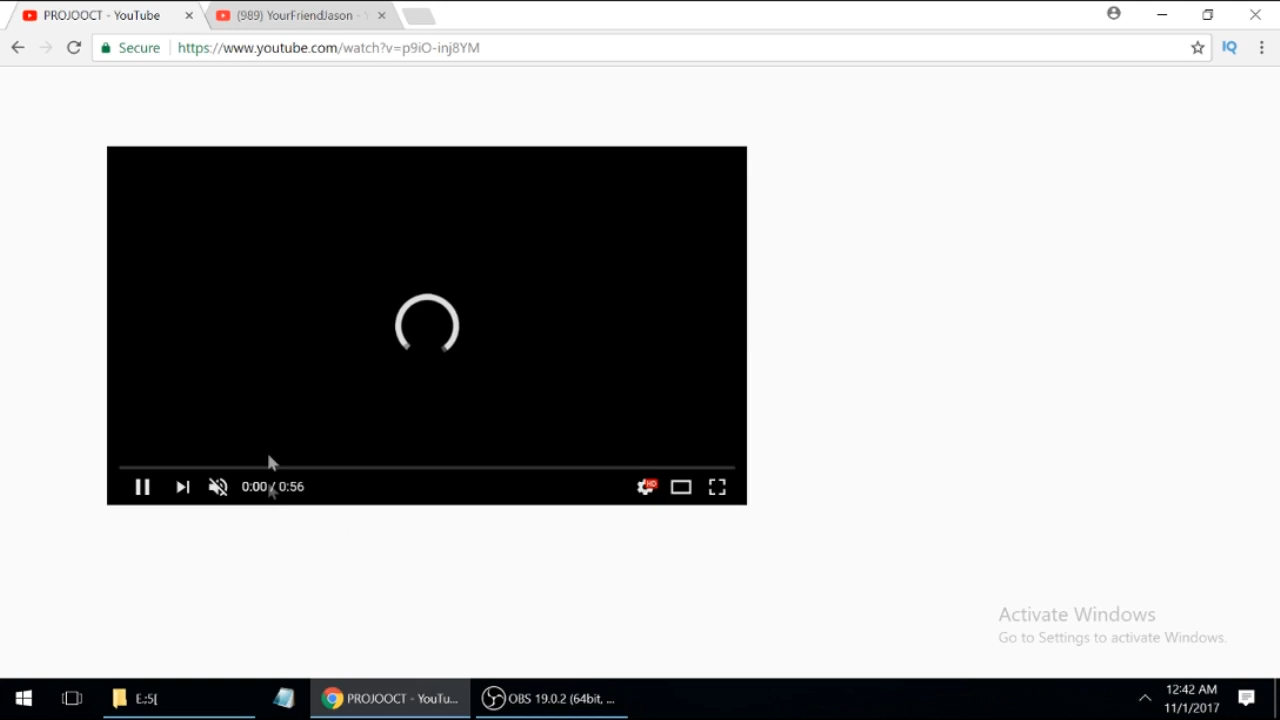 PROJOOCT - YouTube
(989) YourFriendJason -
Secure
https://www.youtube.com/watch?v=p9iO-inj8YM
IQ
0:00 / 0:56
HD
Activate Windows
Go to Settings to activate Windows.
E:5[
PROJOOCT - YouTu...
OBS 19.0.2 (64bit, ...
12:42 AM
11/1/2017